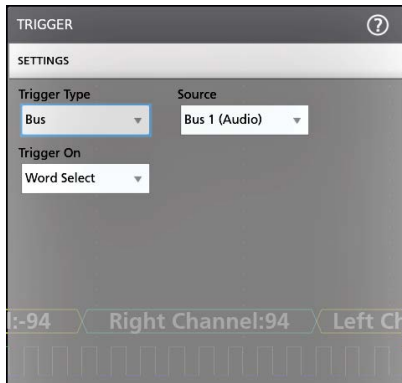 TRIGGER ?
SETTINGS
Trigger Type Source
Bus Bus 1 (Audio)
Trigger On
Word Select
:-94 Right Channel:94 Left Ch